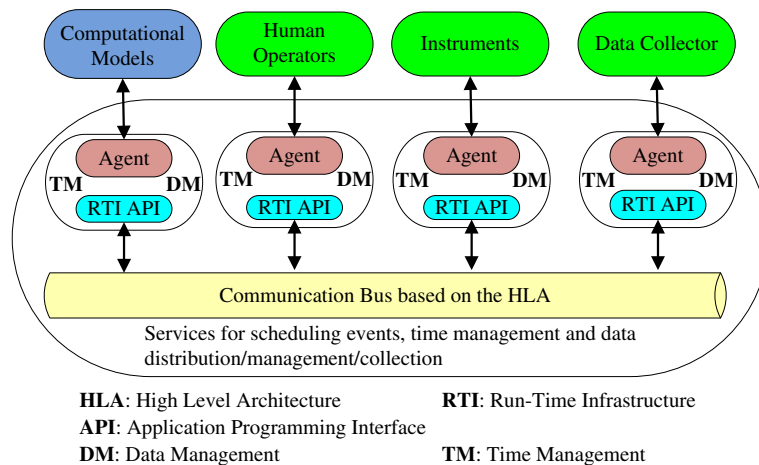 Computational
Models
Human
Operators
Instruments
Data Collector
Agent
TM
DM
RTI API
Agent
TM
DM
RTI API
Agent
TM
DM
RTI API
Agent
TM
DM
RTI API
Communication Bus based on the HLA
Services for scheduling events, time management and data
distribution/management/collection
HLA: High Level Architecture
RTI: Run-Time Infrastructure
API: Application Programming Interface
DM: Data Management
TM: Time Management